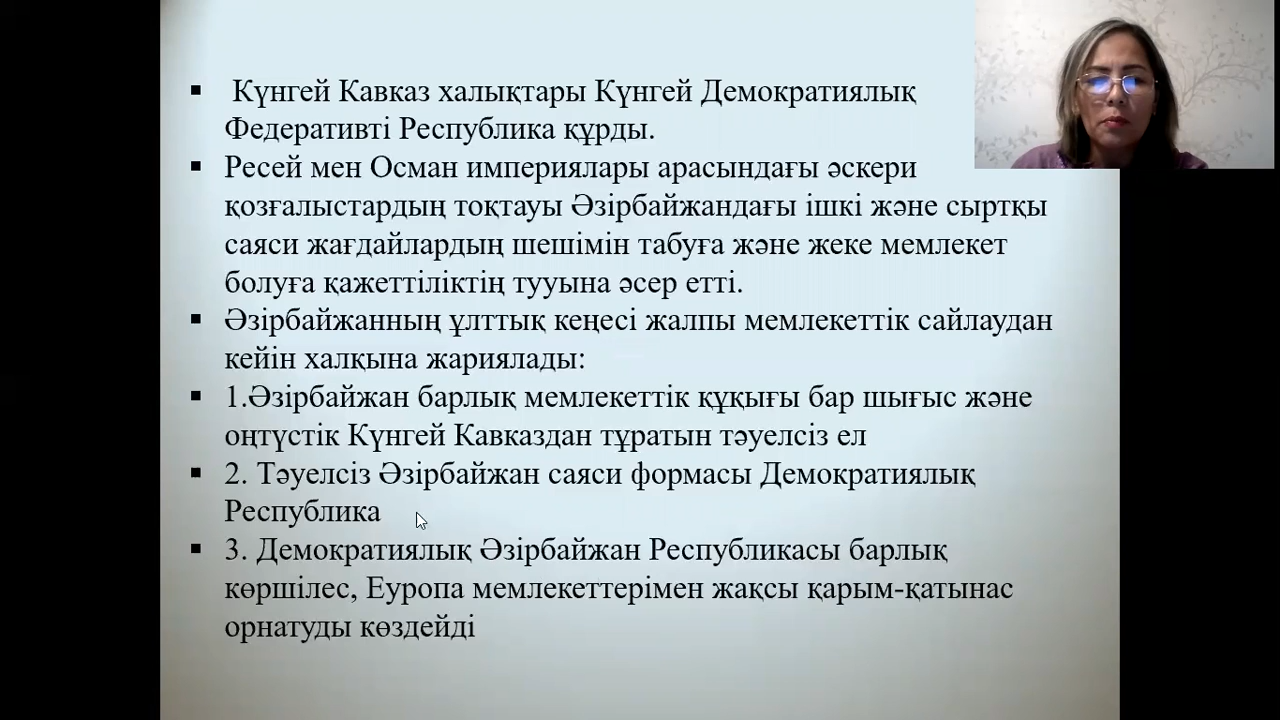 ▪ Күнгей Кавказ халықтары Күнгей Демократиялық
Федеративті Республика құрды.
▪ Ресей мен Осман империялары арасындағы әскери
қозғалыстардың тоқтауы Әзірбайжандағы ішкі және сыртқы
саяси жағдайлардың шешімін табуға және жеке мемлекет
болуға қажеттіліктің тууына әсер етті.
▪ Әзірбайжанның ұлттық кеңесі жалпы мемлекеттік сайлаудан
кейін халқына жариялады:
▪ 1.Әзірбайжан барлық мемлекеттік құқығы бар шығыс және
оңтүстік Күнгей Кавказдан тұратын тәуелсіз ел
▪ 2. Тәуелсіз Әзірбайжан саяси формасы Демократиялық
Республика
▪ 3. Демократиялық Әзірбайжан Республикасы барлық
көршілес, Еуропа мемлекеттерімен жақсы қарым-қатынас
орнатуды көздейді